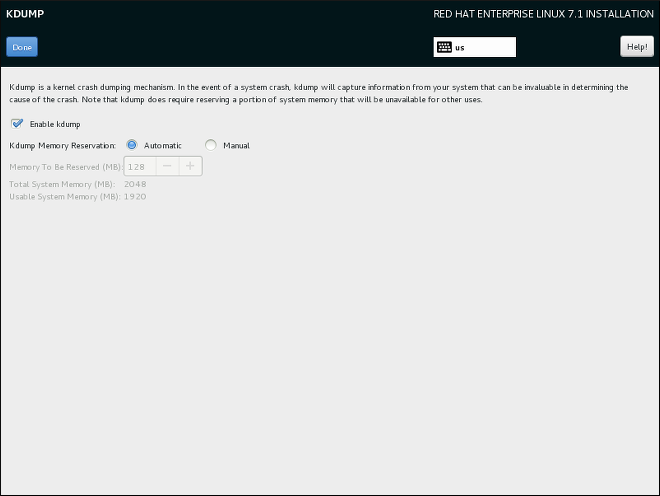 KDUMP
RED HAT ENTERPRISE LINUX 7.1 INSTALLATION
Done
us
Help!
Kdump is a kernel crash dumping mechanism. In the event of a system crash, kdump will capture information from your system that can be invaluable in determining the
cause of the crash. Note that kdump does require reserving a portion of system memory that will be unavailable for other uses.
Enable kdump
Kdump Memory Reservation: Automatic Manual
Memory To Be Reserved (MB): 128 − +
Total System Memory (MB): 2048
Usable System Memory (MB): 1920